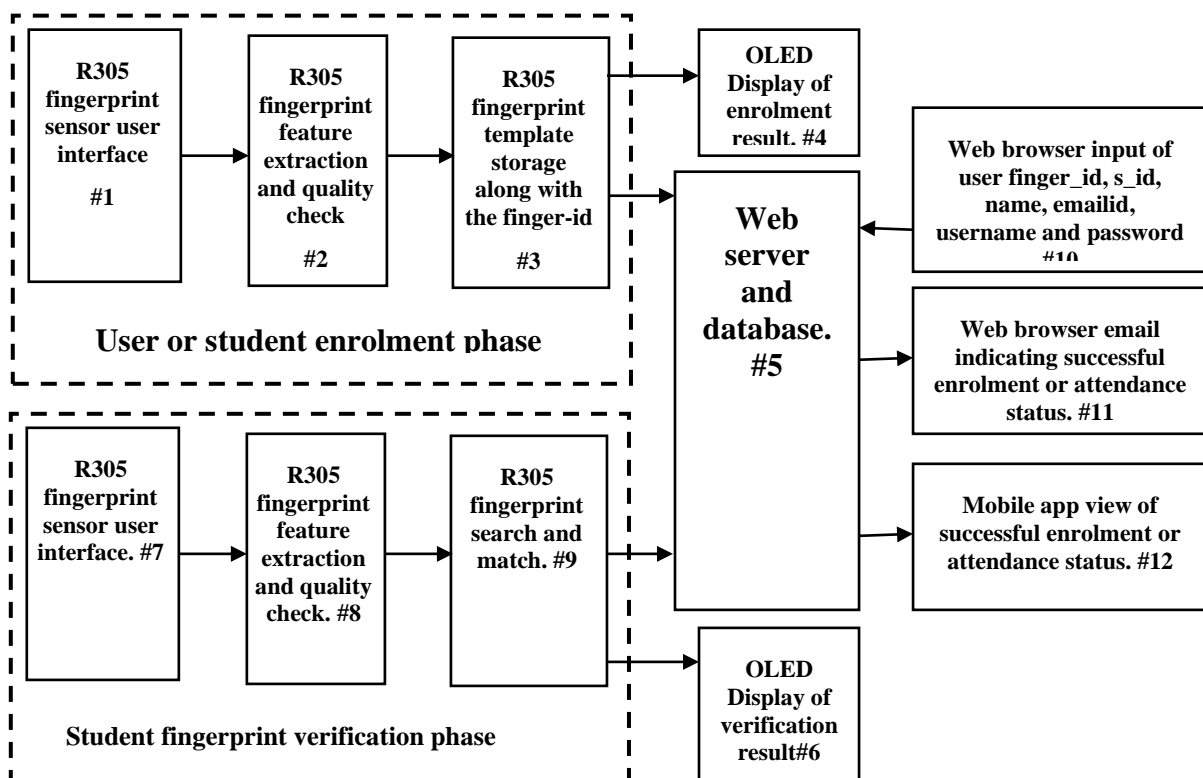 R305
fingerprint
sensor user
interface
#1
R305
fingerprint
feature
extraction
and quality
check
#2
R305
fingerprint
template
storage
along with
the finger-id
#3
User or student enrolment phase
OLED
Display of
enrolment
result. #4
Web
server
and
database.
#5
Web browser input of
user finger_id, s_id,
name, emailid,
username and password
#10
Web browser email
indicating successful
enrolment or attendance
status. #11
Mobile app view of
successful enrolment or
attendance status. #12
R305
fingerprint
sensor user
interface. #7
R305
fingerprint
feature
extraction
and quality
check. #8
R305
fingerprint
search and
match. #9
Student fingerprint verification phase
OLED
Display of
verification
result#6